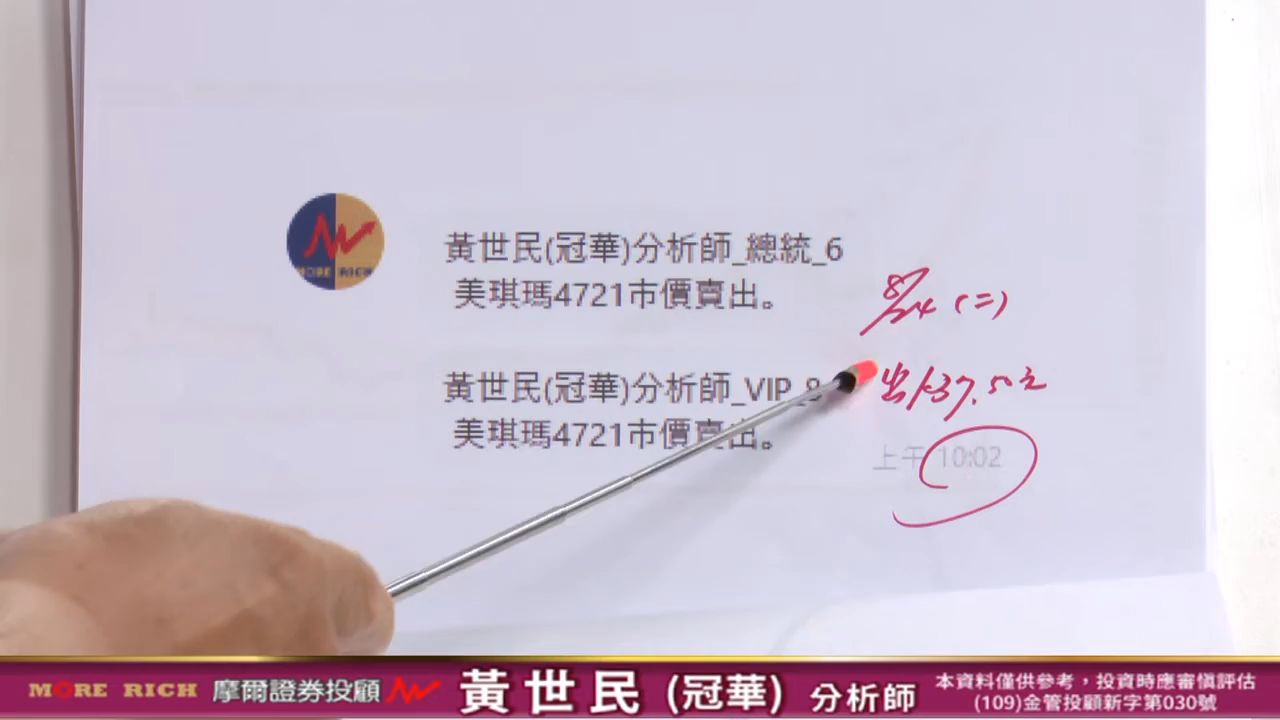 MORE RICH
黃世民(冠華)分析師_總統_6
美琪瑪4721市價賣出。
8/24 (二)
黃世民(冠華)分析師_VIP_8
出137.50元
美琪瑪4721市價賣出。
上午 10:02
MORE RICH 摩爾證券投顧 黃世民 (冠華) 分析師
本資料僅供參考，投資時應審慎評估
(109)金管投顧新字第030號